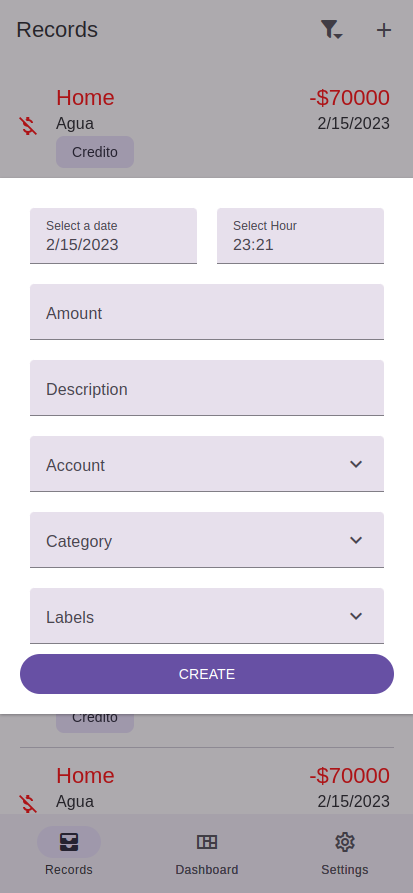 Records
Home -$70000
Agua 2/15/2023
Credito
Select a date Select Hour
2/15/2023 23:21
Amount
Description
Account
Category
Labels
CREATE
Credito
Home -$70000
Agua 2/15/2023
Records Dashboard Settings